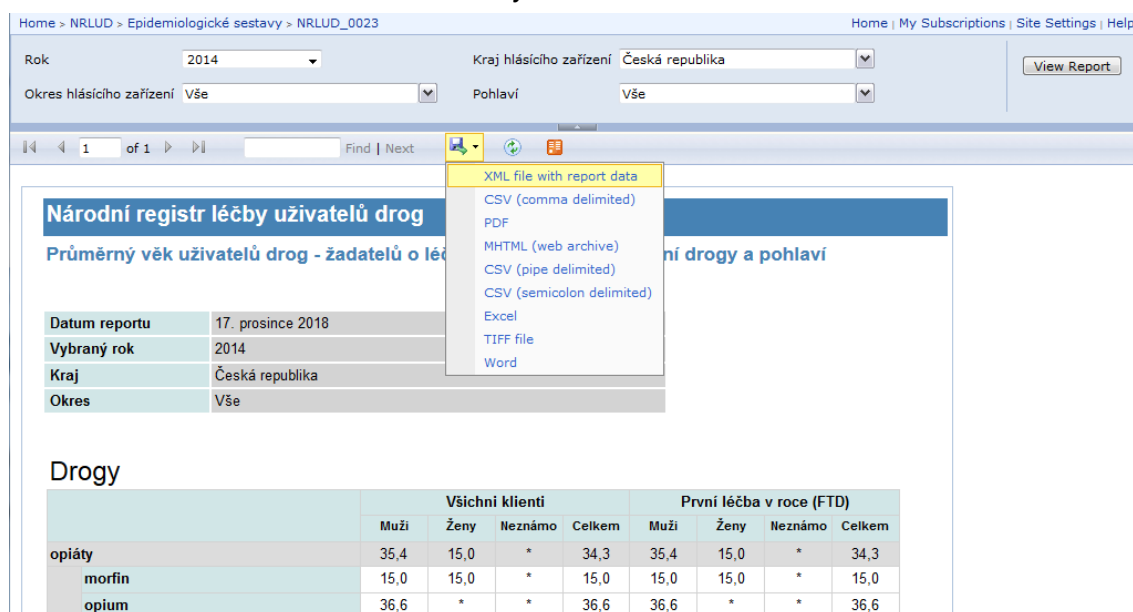 Home > NRLUD > Epidemiologické sestavy > NRLUD_0023 Home | My Subscriptions | Site Settings | Help
Rok 2014 Kraj hlásícího zařízení Česká republika View Report
Okres hlásícího zařízení Vše Pohlaví Vše
1 of 1 Find | Next
XML file with report data
CSV (comma delimited)
PDF
MHTML (web archive)
CSV (pipe delimited)
CSV (semicolon delimited)
Excel
TIFF file
Word
Národní registr léčby uživatelů drog
Průměrný věk uživatelů drog - žadatelů o ní drogy a pohlaví
Datum reportu 17. prosince 2018
Vybraný rok 2014
Kraj Česká republika
Okres Vše
Drogy
Všichni klienti První léčba v roce (FTD)
Muži Ženy Neznámo Celkem Muži Ženy Neznámo Celkem
opiáty 35,4 15,0 * 34,3 35,4 15,0 * 34,3
morfin 15,0 15,0 * 15,0 15,0 15,0 * 15,0
opium 36,6 * * 36,6 36,6 * * 36,6